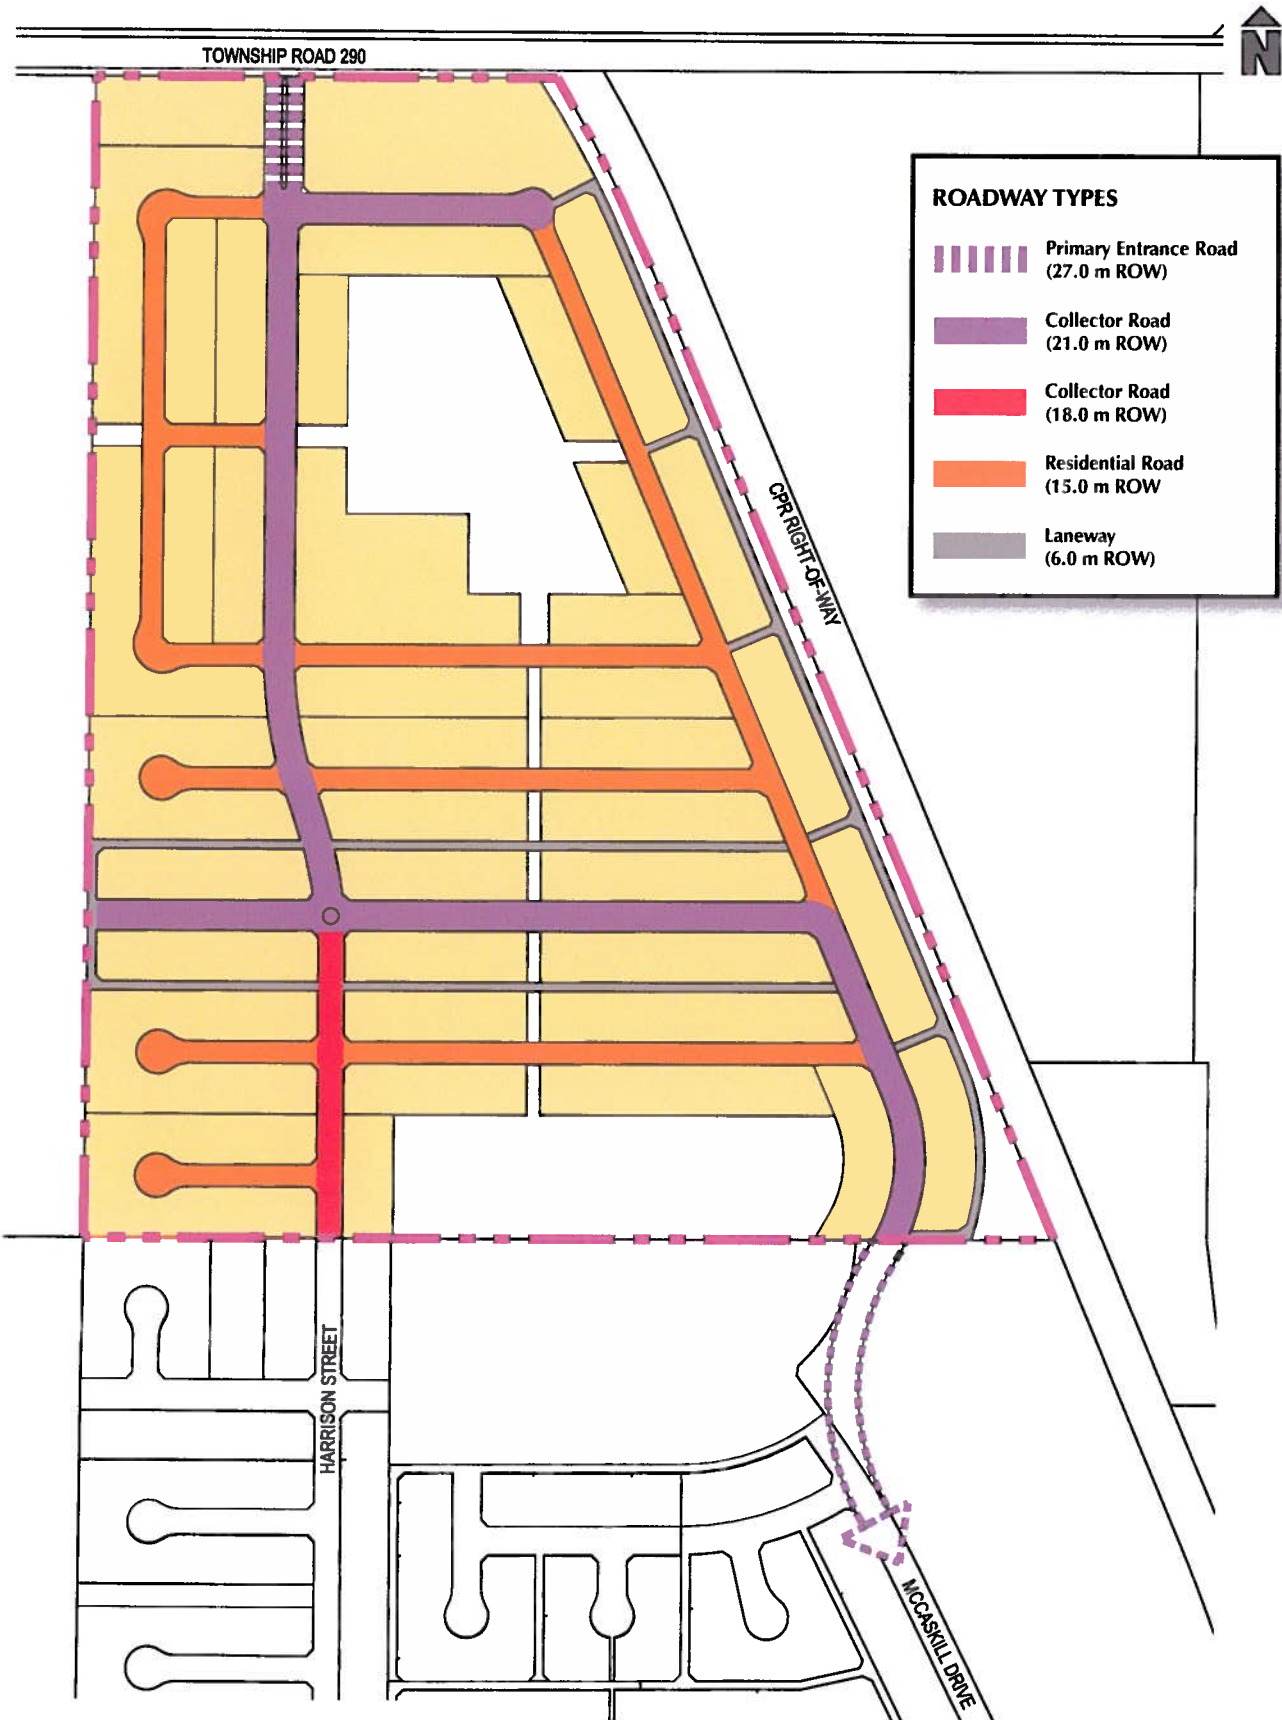 TOWNSHIP ROAD 290
N
ROADWAY TYPES
Primary Entrance Road
(27.0 m ROW)
Collector Road
(21.0 m ROW)
Collector Road
(18.0 m ROW)
Residential Road
(15.0 m ROW
Laneway
(6.0 m ROW)
CPR RIGHT-OF-WAY
HARRISON STREET
MCCASKILL DRIVE